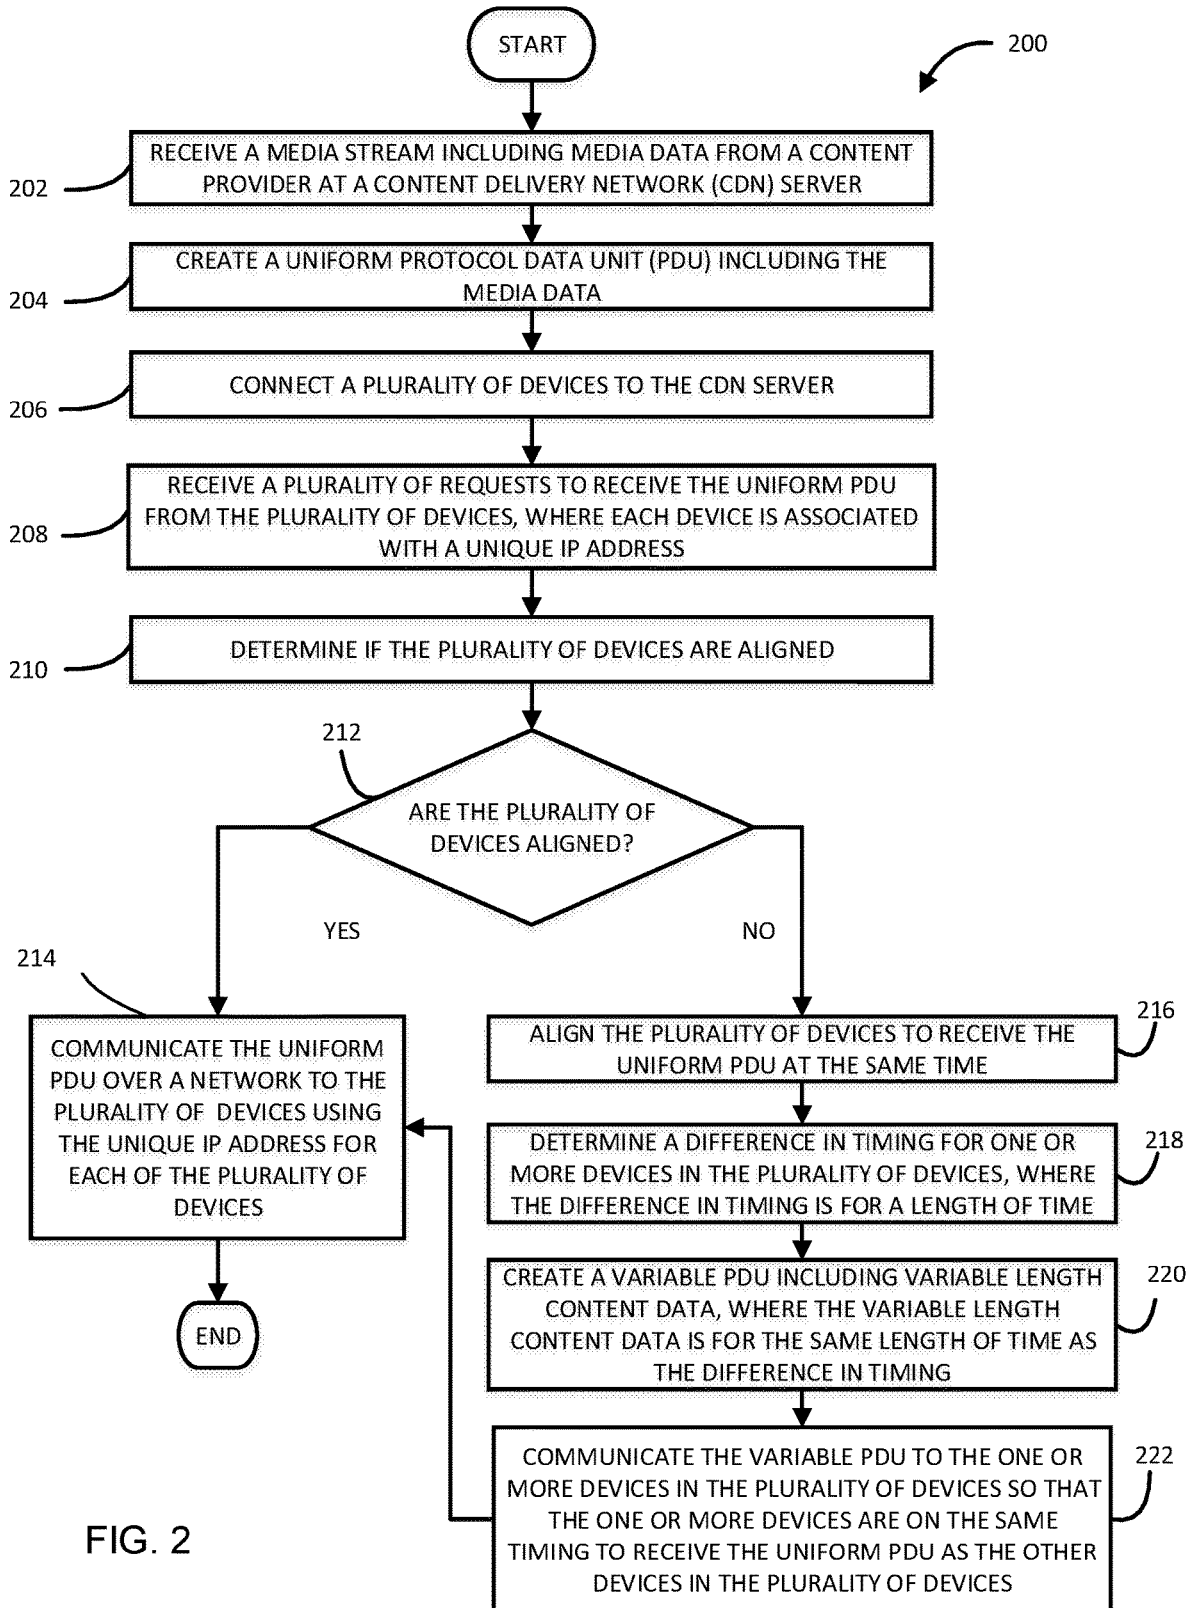 START
200
RECEIVE A MEDIA STREAM INCLUDING MEDIA DATA FROM A CONTENT
PROVIDER AT A CONTENT DELIVERY NETWORK (CDN) SERVER
202
CREATE A UNIFORM PROTOCOL DATA UNIT (PDU) INCLUDING THE
MEDIA DATA
204
CONNECT A PLURALITY OF DEVICES TO THE CDN SERVER
206
RECEIVE A PLURALITY OF REQUESTS TO RECEIVE THE UNIFORM PDU
FROM THE PLURALITY OF DEVICES, WHERE EACH DEVICE IS ASSOCIATED
WITH A UNIQUE IP ADDRESS
208
DETERMINE IF THE PLURALITY OF DEVICES ARE ALIGNED
210
212
ARE THE PLURALITY OF
DEVICES ALIGNED?
YES
NO
214
COMMUNICATE THE UNIFORM
PDU OVER A NETWORK TO THE
PLURALITY OF DEVICES USING
THE UNIQUE IP ADDRESS FOR
EACH OF THE PLURALITY OF
DEVICES
END
216
ALIGN THE PLURALITY OF DEVICES TO RECEIVE THE
UNIFORM PDU AT THE SAME TIME
218
DETERMINE A DIFFERENCE IN TIMING FOR ONE OR
MORE DEVICES IN THE PLURALITY OF DEVICES, WHERE
THE DIFFERENCE IN TIMING IS FOR A LENGTH OF TIME
220
CREATE A VARIABLE PDU INCLUDING VARIABLE LENGTH
CONTENT DATA, WHERE THE VARIABLE LENGTH
CONTENT DATA IS FOR THE SAME LENGTH OF TIME AS
THE DIFFERENCE IN TIMING
222
COMMUNICATE THE VARIABLE PDU TO THE ONE OR
MORE DEVICES IN THE PLURALITY OF DEVICES SO THAT
THE ONE OR MORE DEVICES ARE ON THE SAME
TIMING TO RECEIVE THE UNIFORM PDU AS THE OTHER
DEVICES IN THE PLURALITY OF DEVICES
FIG. 2